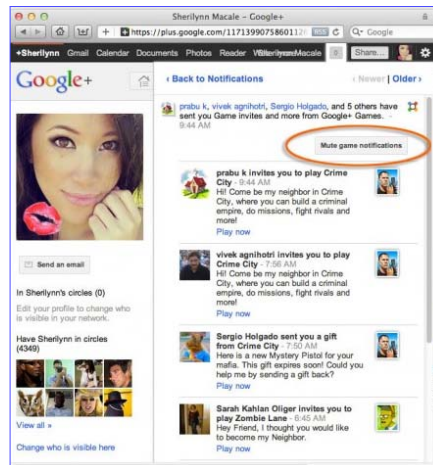 Sherilynn Macale – Google+
https://plus.google.com/1171399075860112
Google
+Sherilynn Gmail Calendar Documents Photos Reader
Share...
Google+
‹ Back to Notifications
‹ Newer | Older ›
prabu k, vivek agnihotri, Sergio Holgado, and 5 others have
sent you Game invites and more from Google+ Games. -
9:44 AM
Mute game notifications
prabu k invites you to play Crime
City - 9:44 AM
Hi! Come be my neighbor in Crime
City, where you can build a criminal
empire, do missions, fight rivals and
more!
Play now
vivek agnihotri invites you to play
Crime City - 7:56 AM
Hi! Come be my neighbor in Crime
City, where you can build a criminal
empire, do missions, fight rivals and
more!
Play now
Sergio Holgado sent you a gift
from Crime City - 7:50 AM
Here is a new Mystery Pistol for your
mafia. This gift expires soon! Could you
help me by sending a gift back?
Play now
Sarah Kahlan Oliger invites you to
play Zombie Lane - 6:45 AM
Hey Friend, I thought you would like
to become my Neighbor.
Play now
Send an email
In Sherilynn's circles (0)
Edit your profile to change who
is visible in your network.
Have Sherilynn in circles
(4349)
View all »
Change who is visible here